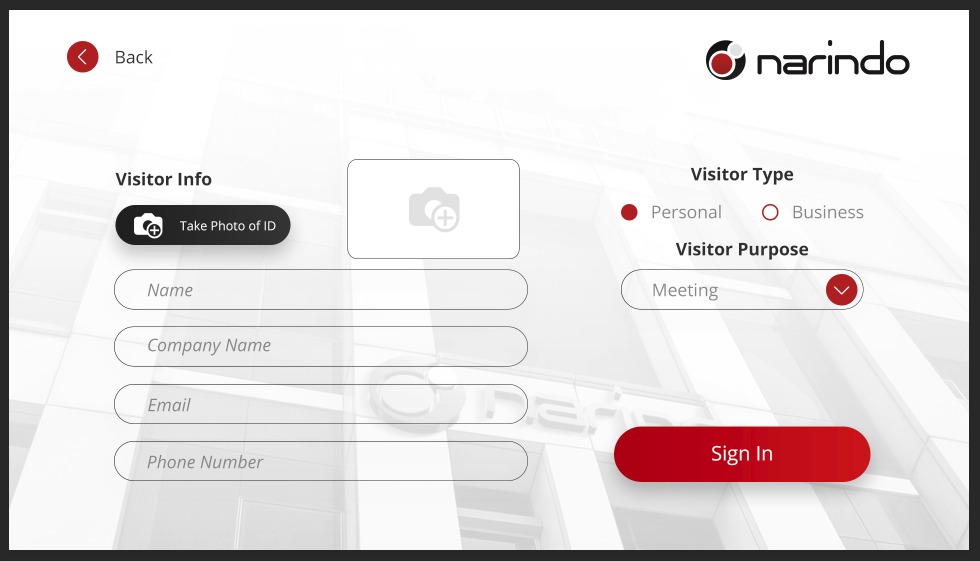 Back
narindo
Visitor Info
Take Photo of ID
Name
Company Name
Email
Phone Number
Visitor Type
Personal
Business
Visitor Purpose
Meeting
Sign In